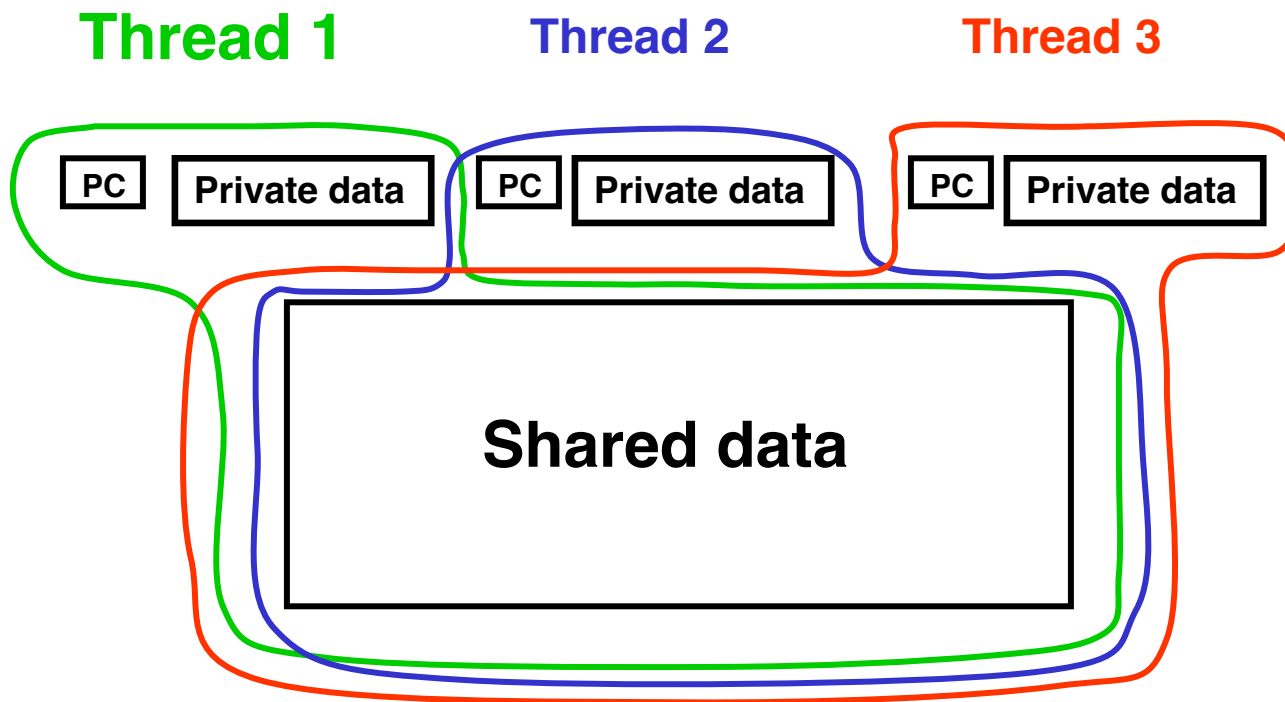 Thread 1 Thread 2 Thread 3
PC Private data PC Private data PC Private data
Shared data